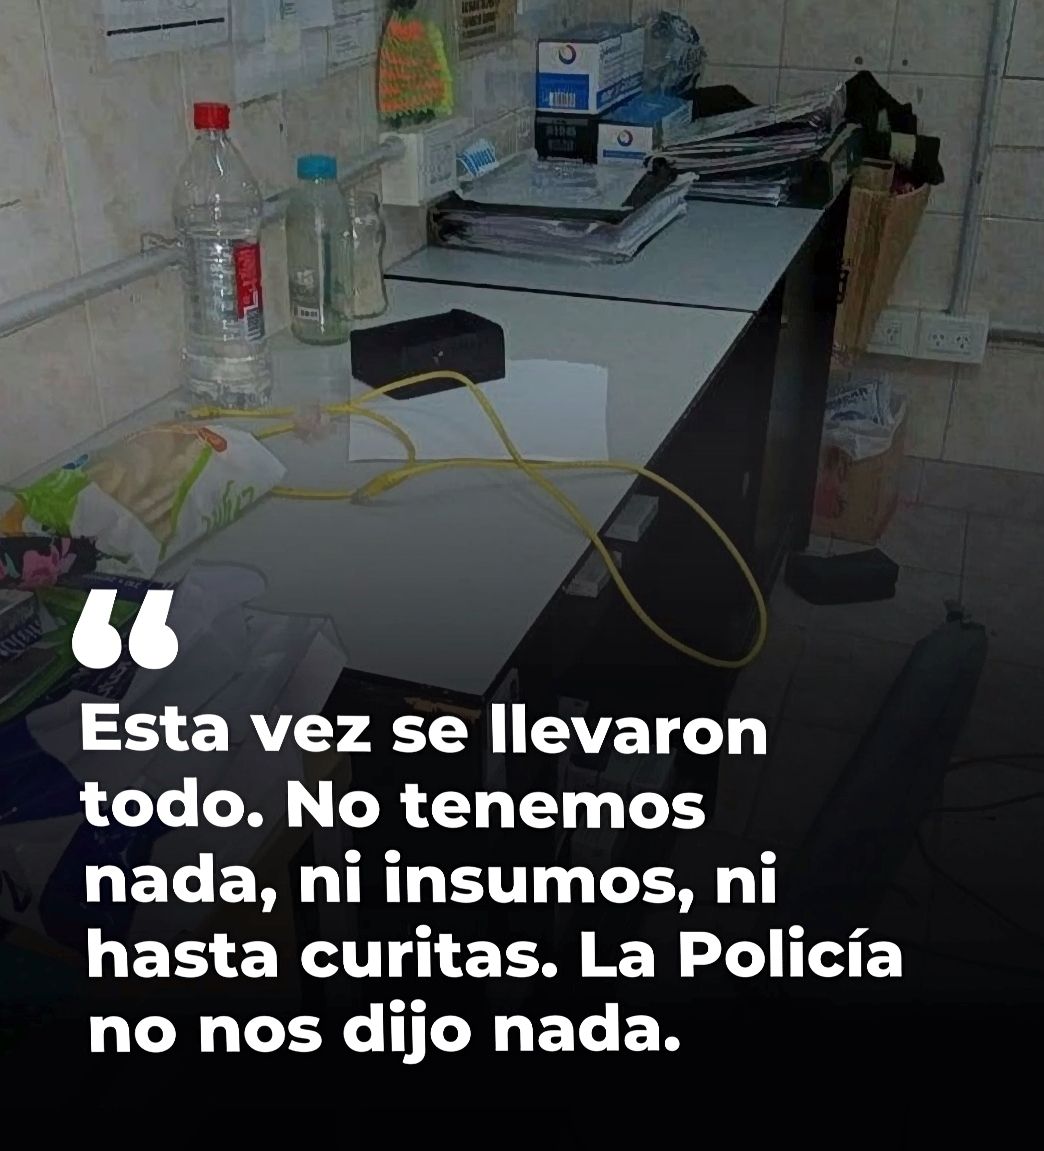 “
Esta vez se llevaron
todo. No tenemos
nada, ni insumos, ni
hasta curitas. La Policía
no nos dijo nada.